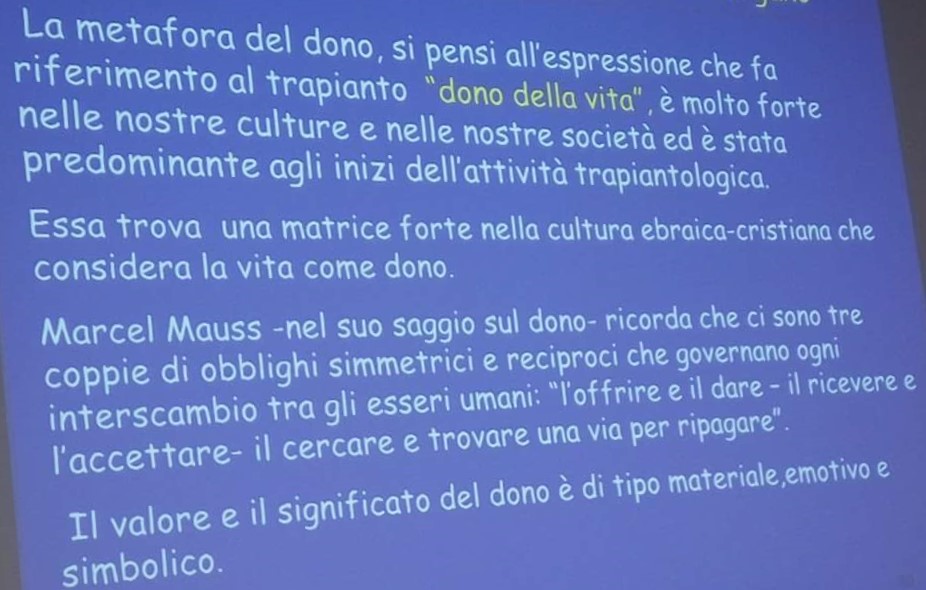 La metafora del dono, si pensi all'espressione che fa
riferimento al trapianto "dono della vita", è molto forte
nelle nostre culture e nelle nostre società ed è stata
predominante agli inizi dell'attività trapiantologica.
Essa trova una matrice forte nella cultura ebraica-cristiana che
considera la vita come dono.
Marcel Mauss -nel suo saggio sul dono- ricorda che ci sono tre
coppie di obblighi simmetrici e reciproci che governano ogni
interscambio tra gli esseri umani: "l'offrire e il dare - il ricevere e
l'accettare- il cercare e trovare una via per ripagare".
Il valore e il significato del dono è di tipo materiale,emotivo e
simbolico.